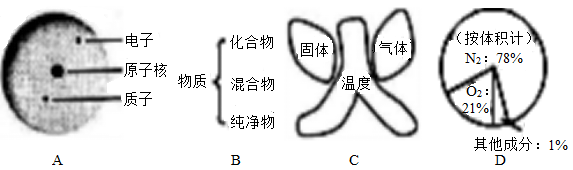 电子
原子核
质子
A
物质
化合物
混合物
纯净物
B
固体
气体
温度
C
(按体积计)
N₂：78%
O₂：
21%
其他成分：1%
D